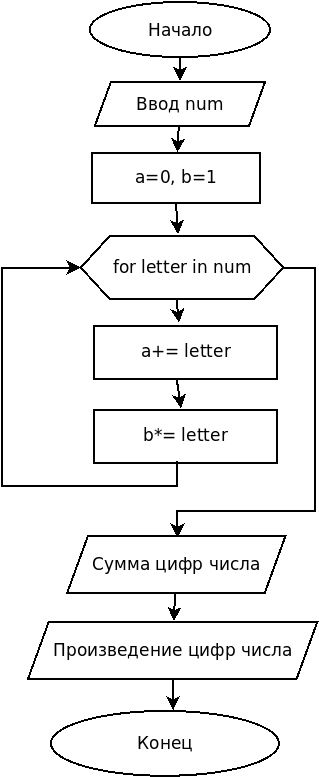 Начало
Ввод num
a=0, b=1
for letter in num
a+= letter
b*= letter
Сумма цифр числа
Произведение цифр числа
Конец